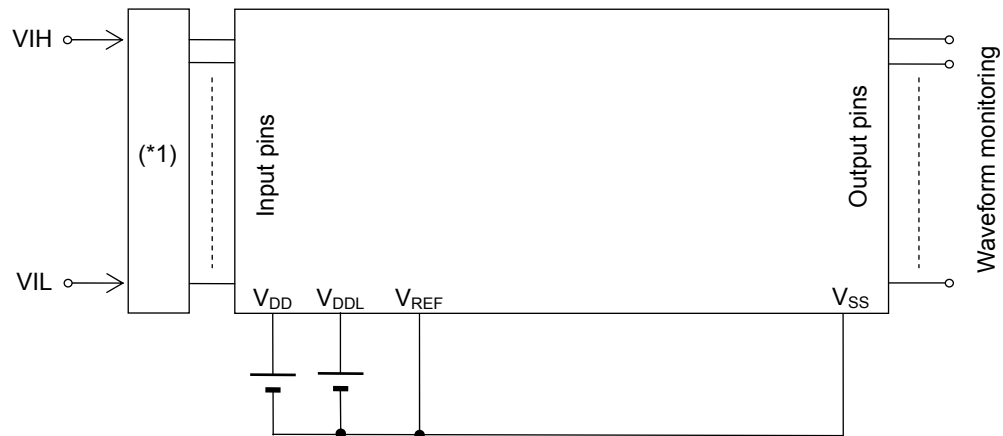 VIH
VIL
(*1)
Input pins
Output pins
Waveform monitoring
VDD VDDL VREF VSS